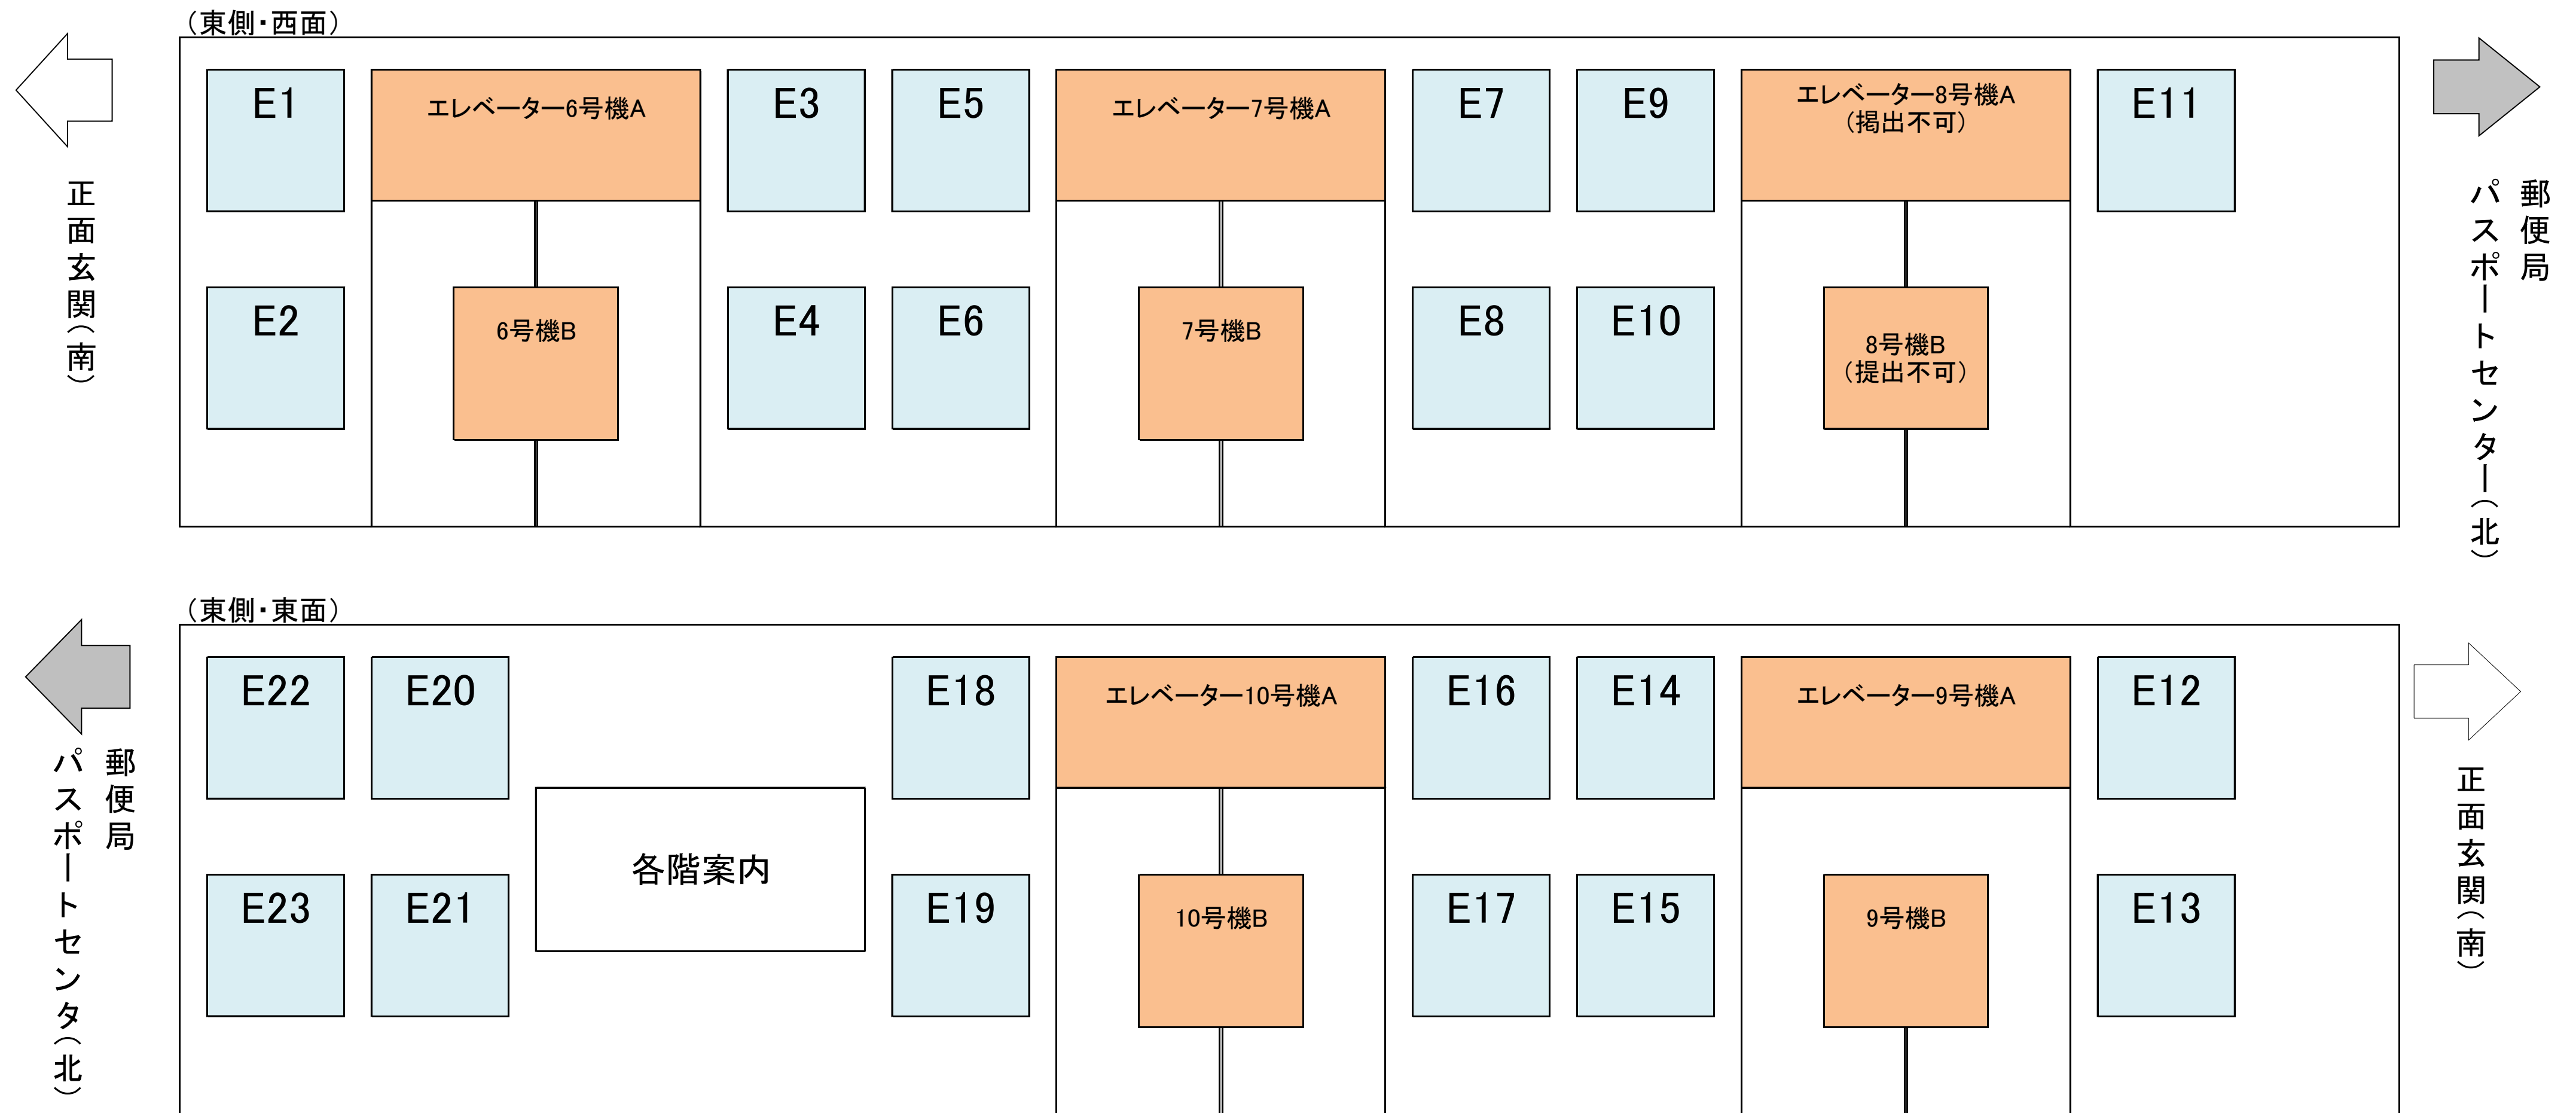 （東側・西面）
E1
エレベーター6号機A
E3
E5
エレベーター7号機A
E7
E9
エレベーター8号機A
（掲出不可）
E11
E2
6号機B
E4
E6
7号機B
E8
E10
8号機B
（提出不可）
正面玄関（南）
郵便局
パスポートセンター（北）
（東側・東面）
E22
E20
E18
エレベーター10号機A
E16
E14
エレベーター9号機A
E12
各階案内
E23
E21
E19
10号機B
E17
E15
9号機B
E13
郵便局
パスポートセンタ（北）
正面玄関（南）